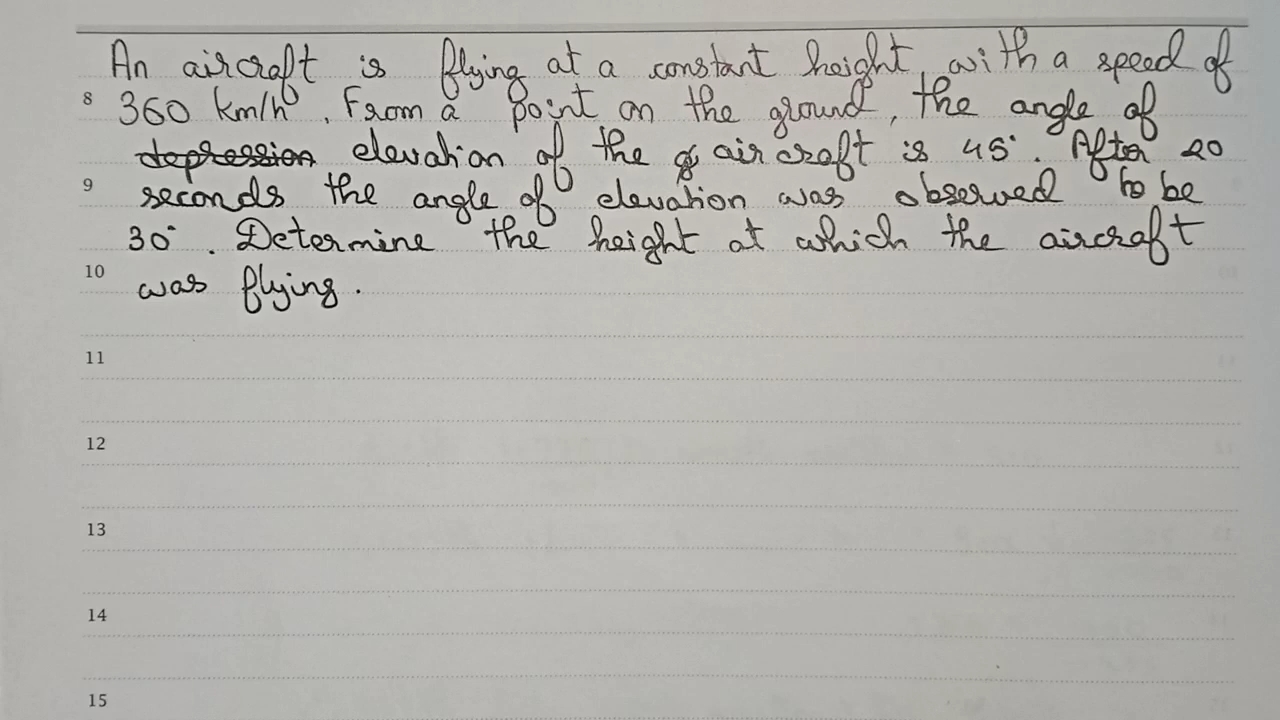 An aircraft is flying at a constant height, with a speed of
8 360 km/h. From a point on the ground, the angle of
depression elevation of the aircraft is 45°. After 20
9 seconds the angle of elevation was observed to be
30°. Determine the height at which the aircraft
10 was flying.
11
12
13
14
15